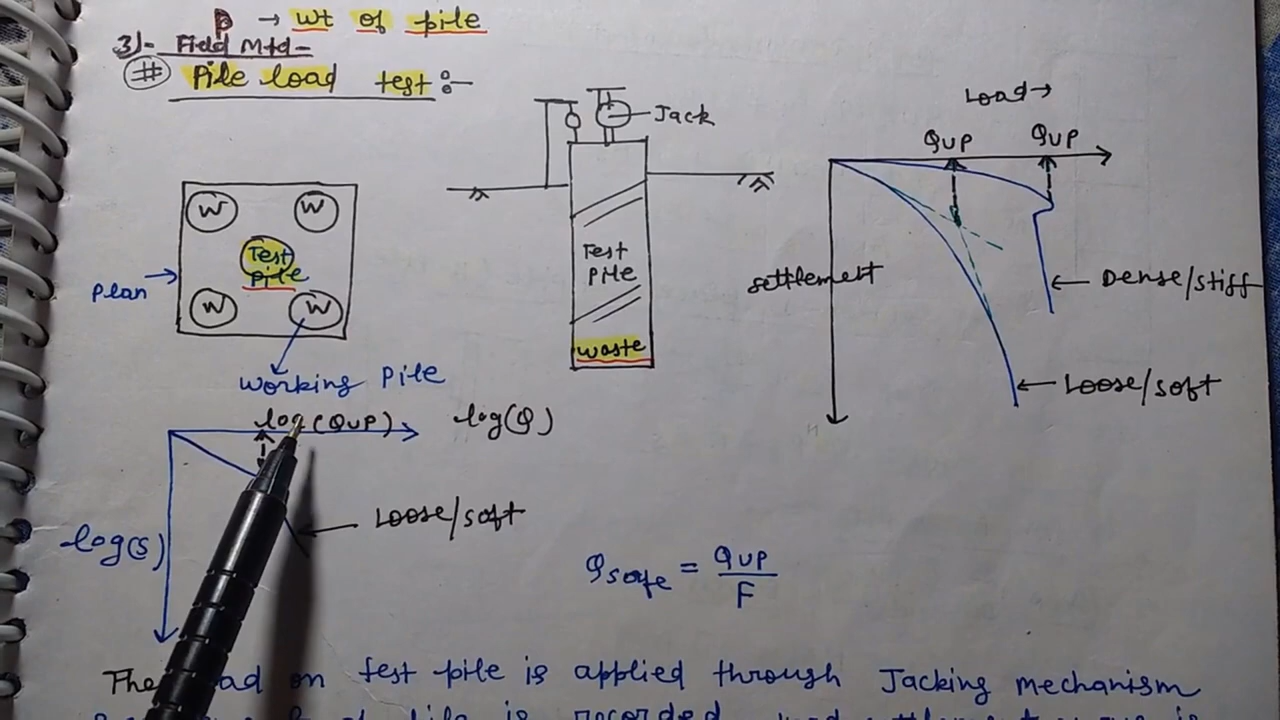 P → wt of pile
3)- Field Mtd-
# Pile load test :-
Jack
Load →
QUP QUP
W W
Test Pile
Plan →
W W
Working Pile
Test Pile
waste
settlement
Dense/stiff
Loose/soft
log(QUP) log(Q)
log(S)
Loose/soft
Qsafe = QUP / F
The on test pile is applied through Jacking mechanism
is recorded